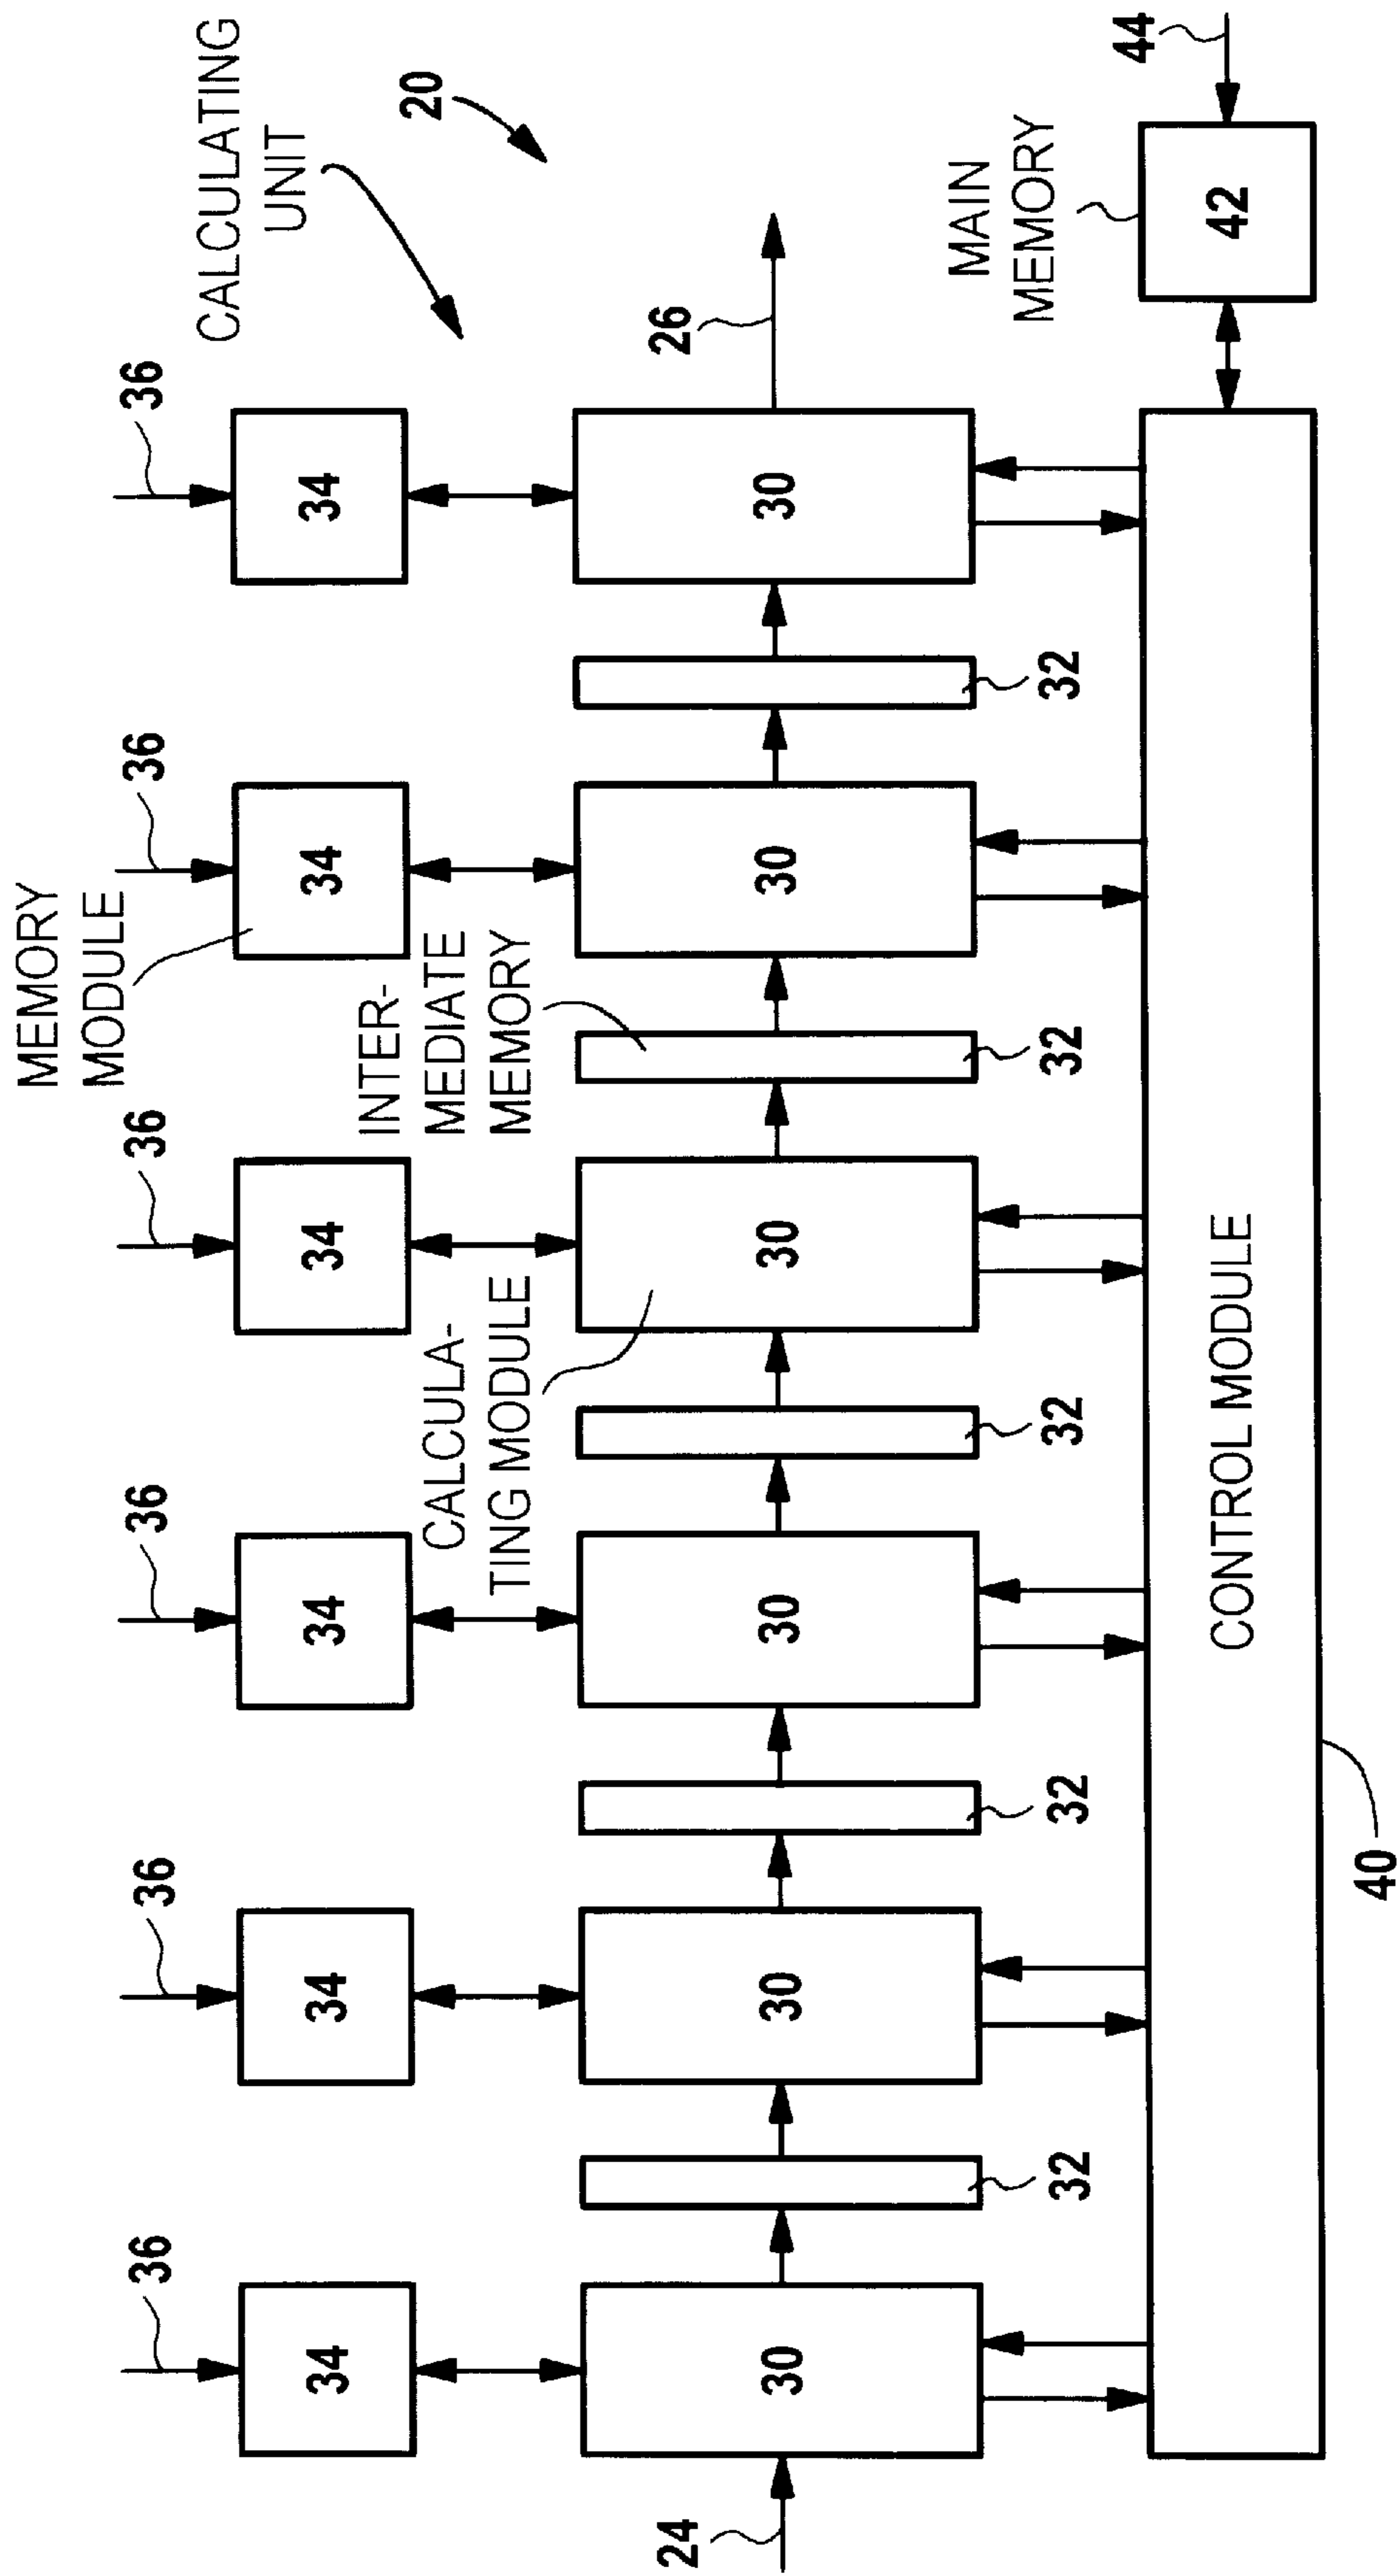 MEMORY
MODULE
36
36
36
36
36
36
CALCULATING
UNIT
20
34
34
34
34
34
34
INTER-
MEDIATE
MEMORY
CALCULA-
TING MODULE
24
26
30
30
30
30
30
30
32
32
32
32
32
MAIN
MEMORY
44
CONTROL MODULE
42
40